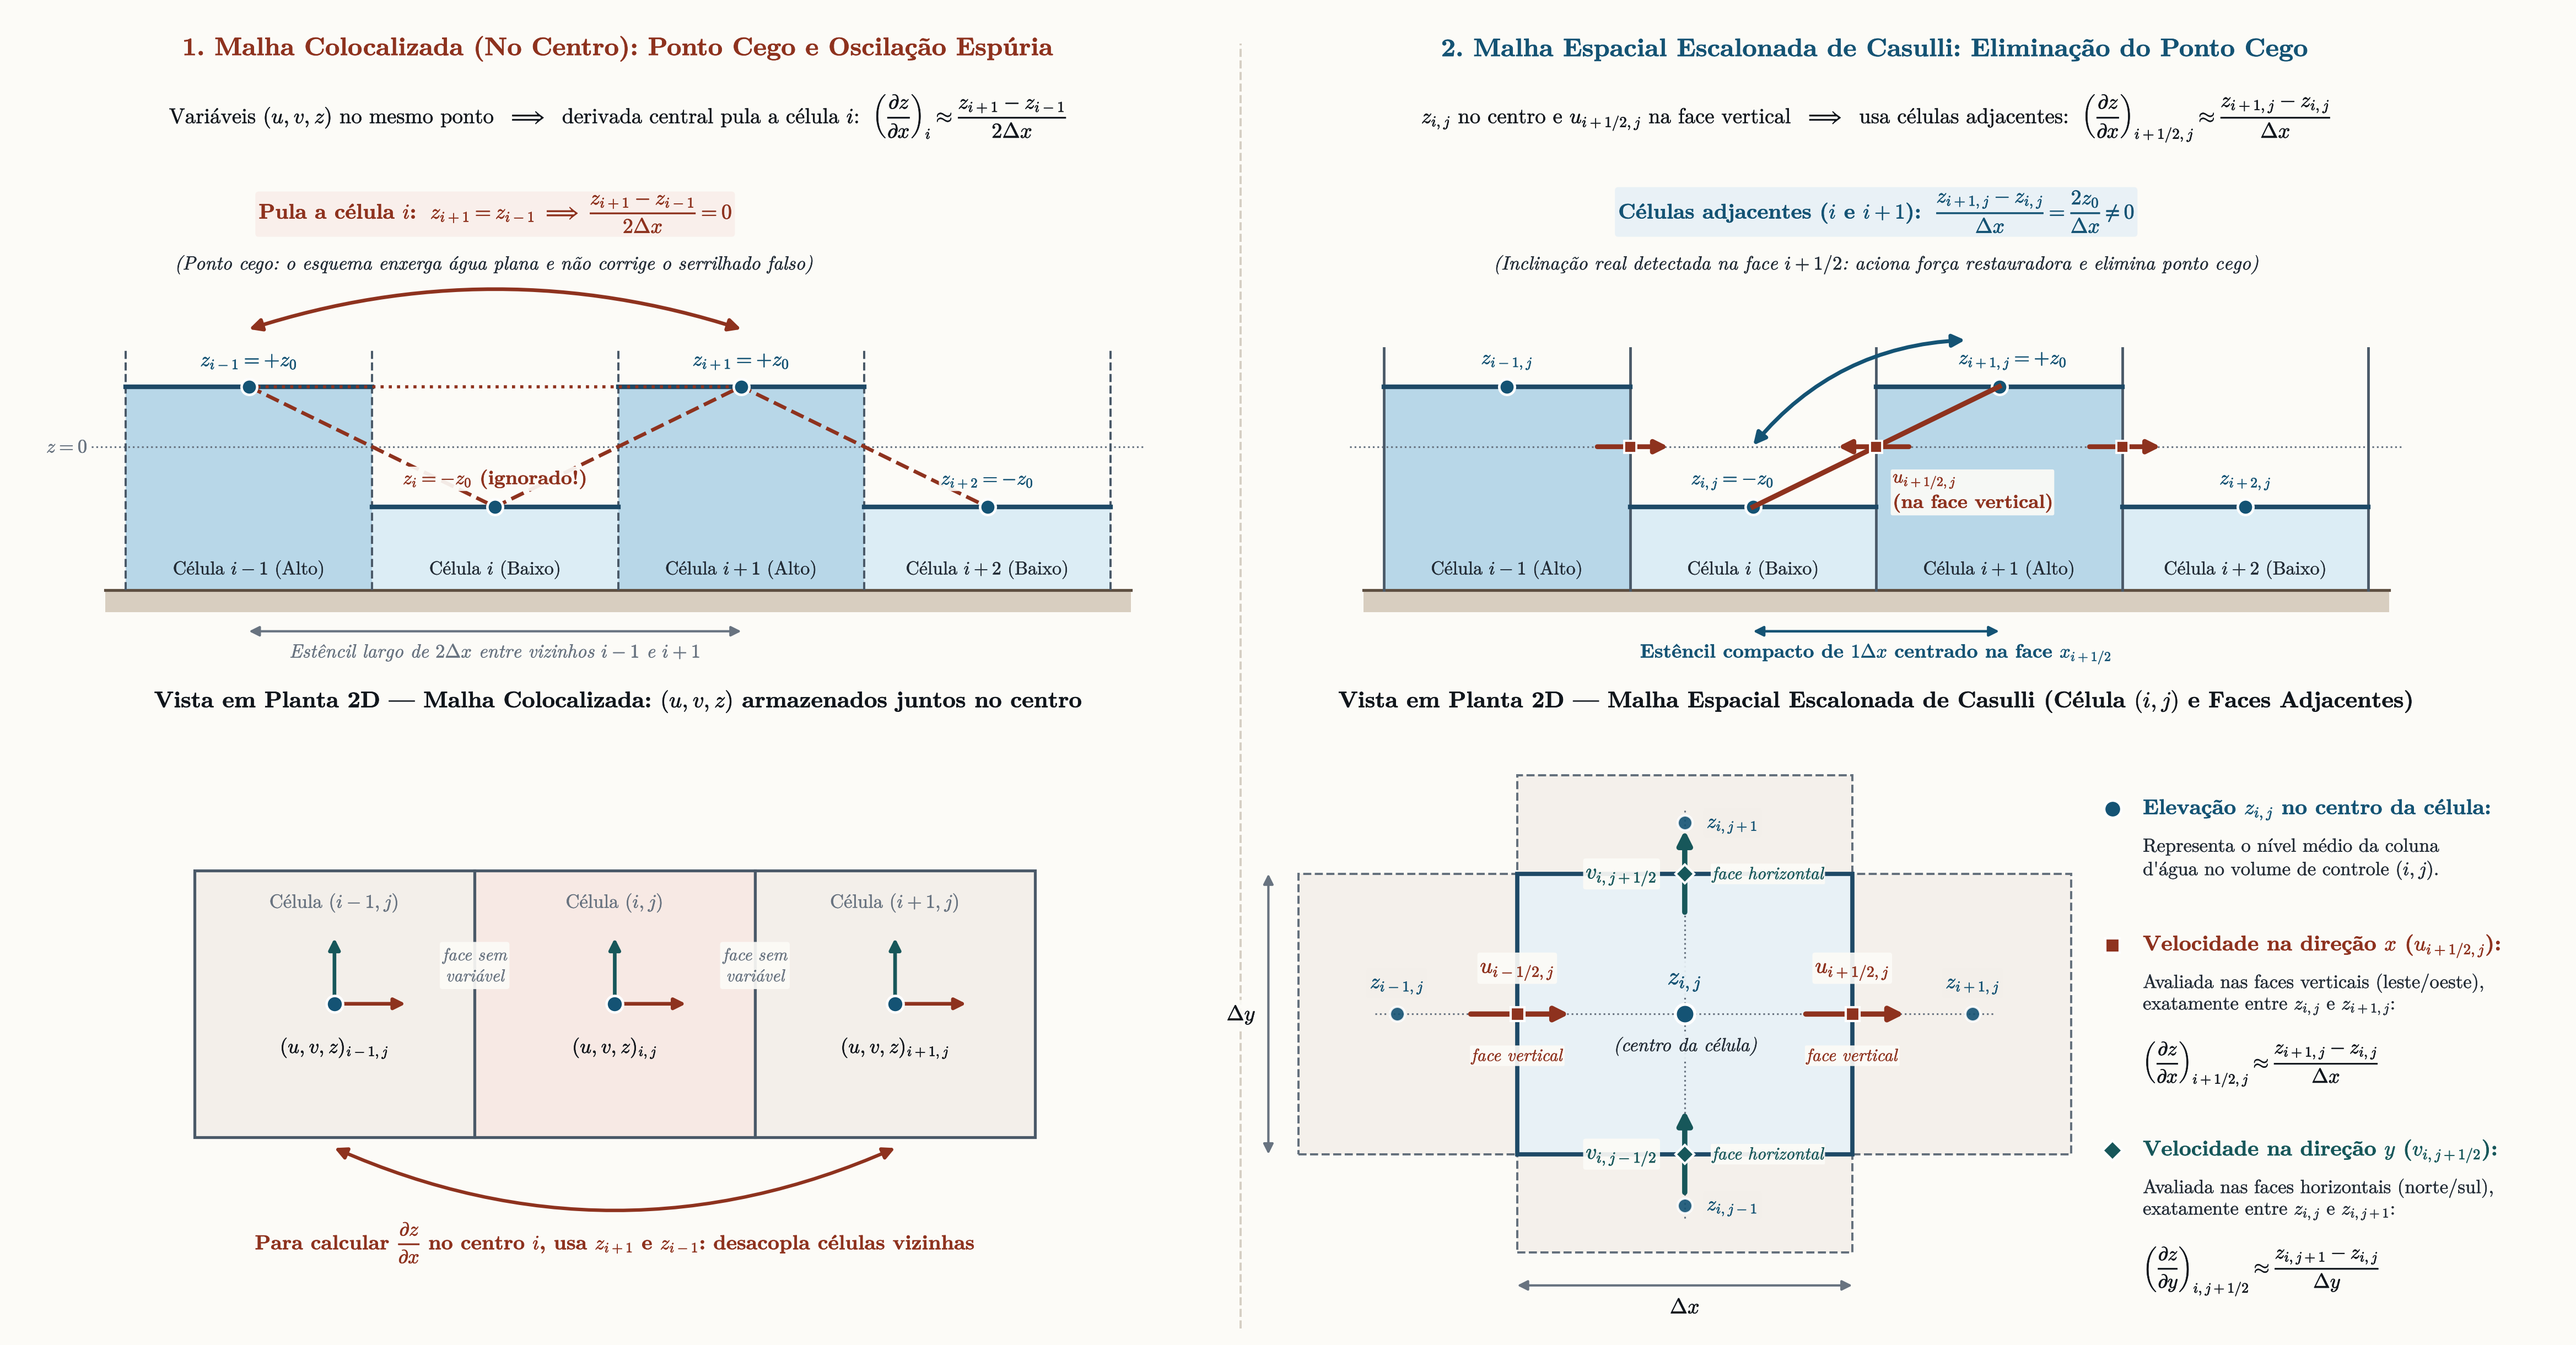 1. Malha Colocalizada (No Centro): Ponto Cego e Oscilação Espúria
Variáveis (u, v, z) no mesmo ponto ⟹ derivada central pula a célula i: (∂z/∂x)_i ≈ (z_{i+1} − z_{i−1})/(2Δx)
Pula a célula i: z_{i+1} = z_{i−1} ⟹ (z_{i+1} − z_{i−1})/(2Δx) = 0
(Ponto cego: o esquema enxerga água plana e não corrige o serrilhado falso)
z_{i−1} = +z_0
z_{i+1} = +z_0
z = 0
z_i = −z_0 (ignorado!)
z_{i+2} = −z_0
Célula i − 1 (Alto)
Célula i (Baixo)
Célula i + 1 (Alto)
Célula i + 2 (Baixo)
Estêncil largo de 2Δx entre vizinhos i − 1 e i + 1
Vista em Planta 2D — Malha Colocalizada: (u, v, z) armazenados juntos no centro
Célula (i − 1, j)
Célula (i, j)
Célula (i + 1, j)
face sem
variável
face sem
variável
(u, v, z)_{i−1, j}
(u, v, z)_{i, j}
(u, v, z)_{i+1, j}
Para calcular ∂z/∂x no centro i, usa z_{i+1} e z_{i−1}: desacopla células vizinhas
2. Malha Espacial Escalonada de Casulli: Eliminação do Ponto Cego
z_{i, j} no centro e u_{i+1/2, j} na face vertical ⟹ usa células adjacentes: (∂z/∂x)_{i+1/2, j} ≈ (z_{i+1, j} − z_{i, j})/Δx
Células adjacentes (i e i + 1): (z_{i+1, j} − z_{i, j})/Δx = 2z_0/Δx ≠ 0
(Inclinação real detectada na face i + 1/2: aciona força restauradora e elimina ponto cego)
z_{i−1, j}
z_{i+1, j} = +z_0
z_{i, j} = −z_0
u_{i+1/2, j}
(na face vertical)
z_{i+2, j}
Célula i − 1 (Alto)
Célula i (Baixo)
Célula i + 1 (Alto)
Célula i + 2 (Baixo)
Estêncil compacto de 1Δx centrado na face x_{i+1/2}
Vista em Planta 2D — Malha Espacial Escalonada de Casulli (Célula (i, j) e Faces Adjacentes)
z_{i, j+1}
v_{i, j+1/2}
face horizontal
u_{i−1/2, j}
u_{i+1/2, j}
z_{i−1, j}
z_{i, j}
z_{i+1, j}
Δy
(centro da célula)
face vertical
face vertical
v_{i, j−1/2}
face horizontal
z_{i, j−1}
Δx
Elevação z_{i, j} no centro da célula:
Representa o nível médio da coluna
d'água no volume de controle (i, j).
Velocidade na direção x (u_{i+1/2, j}):
Avaliada nas faces verticais (leste/oeste),
exatamente entre z_{i, j} e z_{i+1, j}:
(∂z/∂x)_{i+1/2, j} ≈ (z_{i+1, j} − z_{i, j})/Δx
Velocidade na direção y (v_{i, j+1/2}):
Avaliada nas faces horizontais (norte/sul),
exatamente entre z_{i, j} e z_{i, j+1}:
(∂z/∂y)_{i, j+1/2} ≈ (z_{i, j+1} − z_{i, j})/Δy